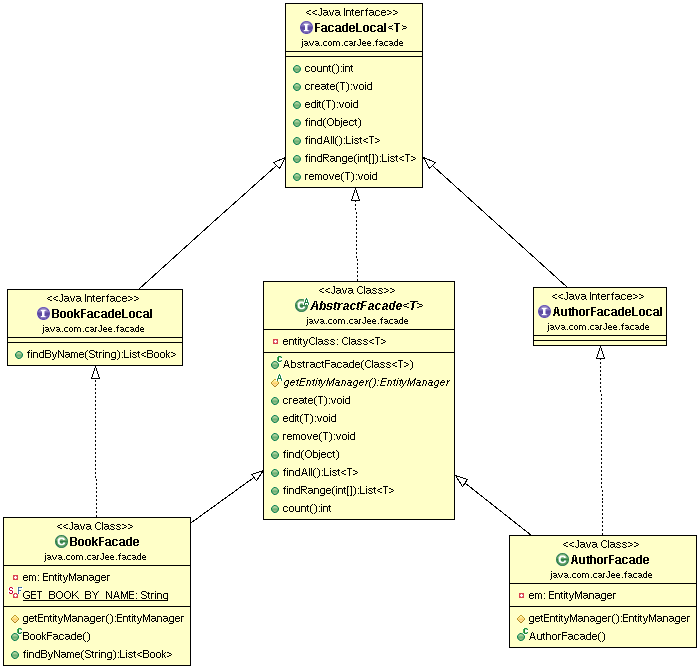 <<Java Interface>>
FacadeLocal<T>
java.com.carJee.facade
count():int
create(T):void
edit(T):void
find(Object)
findAll():List<T>
findRange(int[]):List<T>
remove(T):void
<<Java Interface>>
BookFacadeLocal
java.com.carJee.facade
findByName(String):List<Book>
<<Java Class>>
AbstractFacade<T>
java.com.carJee.facade
entityClass: Class<T>
AbstractFacade(Class<T>)
getEntityManager():EntityManager
create(T):void
edit(T):void
remove(T):void
find(Object)
findAll():List<T>
findRange(int[]):List<T>
count():int
<<Java Interface>>
AuthorFacadeLocal
java.com.carJee.facade
<<Java Class>>
BookFacade
java.com.carJee.facade
em: EntityManager
GET_BOOK_BY_NAME: String
getEntityManager():EntityManager
BookFacade()
findByName(String):List<Book>
<<Java Class>>
AuthorFacade
java.com.carJee.facade
em: EntityManager
getEntityManager():EntityManager
AuthorFacade()